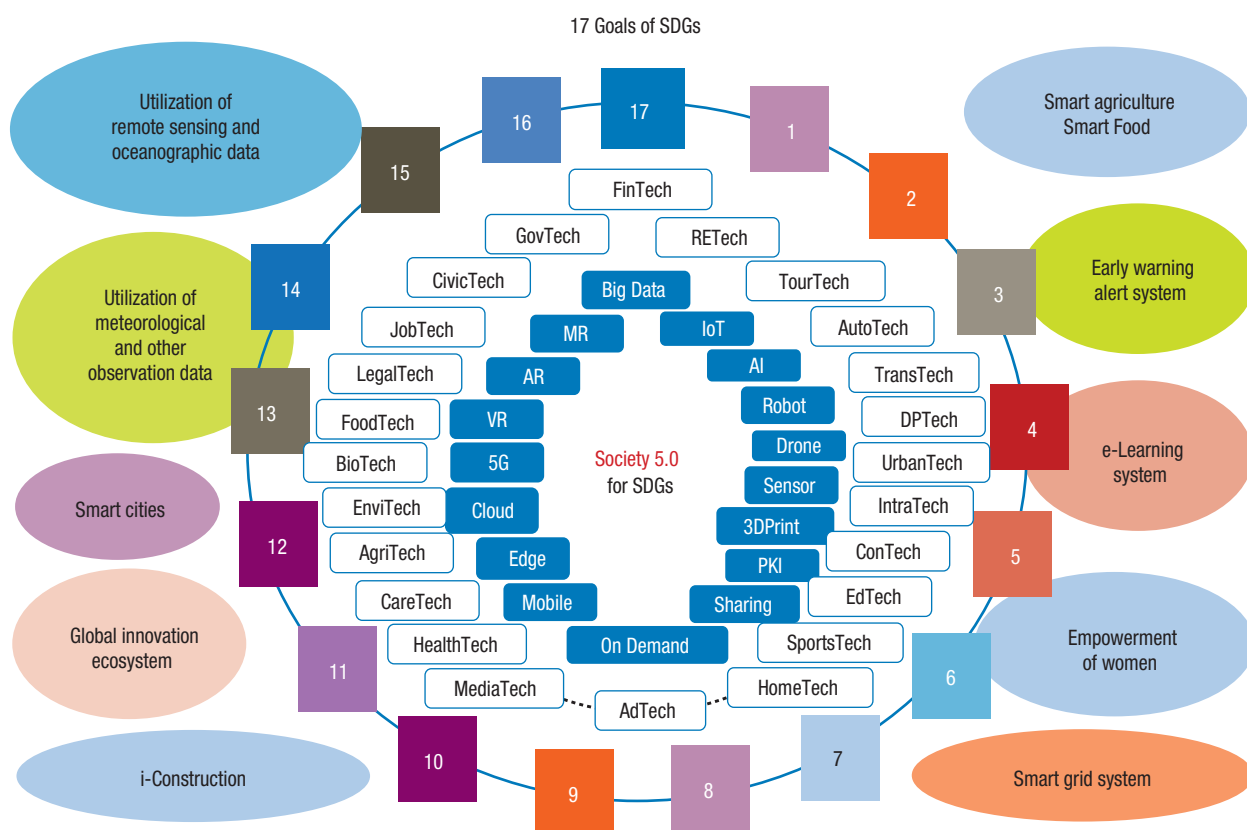 17 Goals of SDGs
Utilization of
remote sensing and
oceanographic data
Utilization of
meteorological
and other
observation data
Smart cities
Global innovation
ecosystem
i-Construction
Smart agriculture
Smart Food
Early warning
alert system
e-Learning
system
Empowerment
of women
Smart grid system
17
1
2
3
4
5
6
7
8
9
10
11
12
13
14
15
16
FinTech
RETech
TourTech
AutoTech
TransTech
DPTech
UrbanTech
IntraTech
ConTech
EdTech
SportsTech
HomeTech
AdTech
MediaTech
HealthTech
CareTech
AgriTech
EnviTech
BioTech
FoodTech
LegalTech
JobTech
CivicTech
GovTech
Big Data
IoT
AI
Robot
Drone
Sensor
3DPrint
PKI
Sharing
On Demand
Mobile
Edge
Cloud
5G
VR
AR
MR
Society 5.0
for SDGs